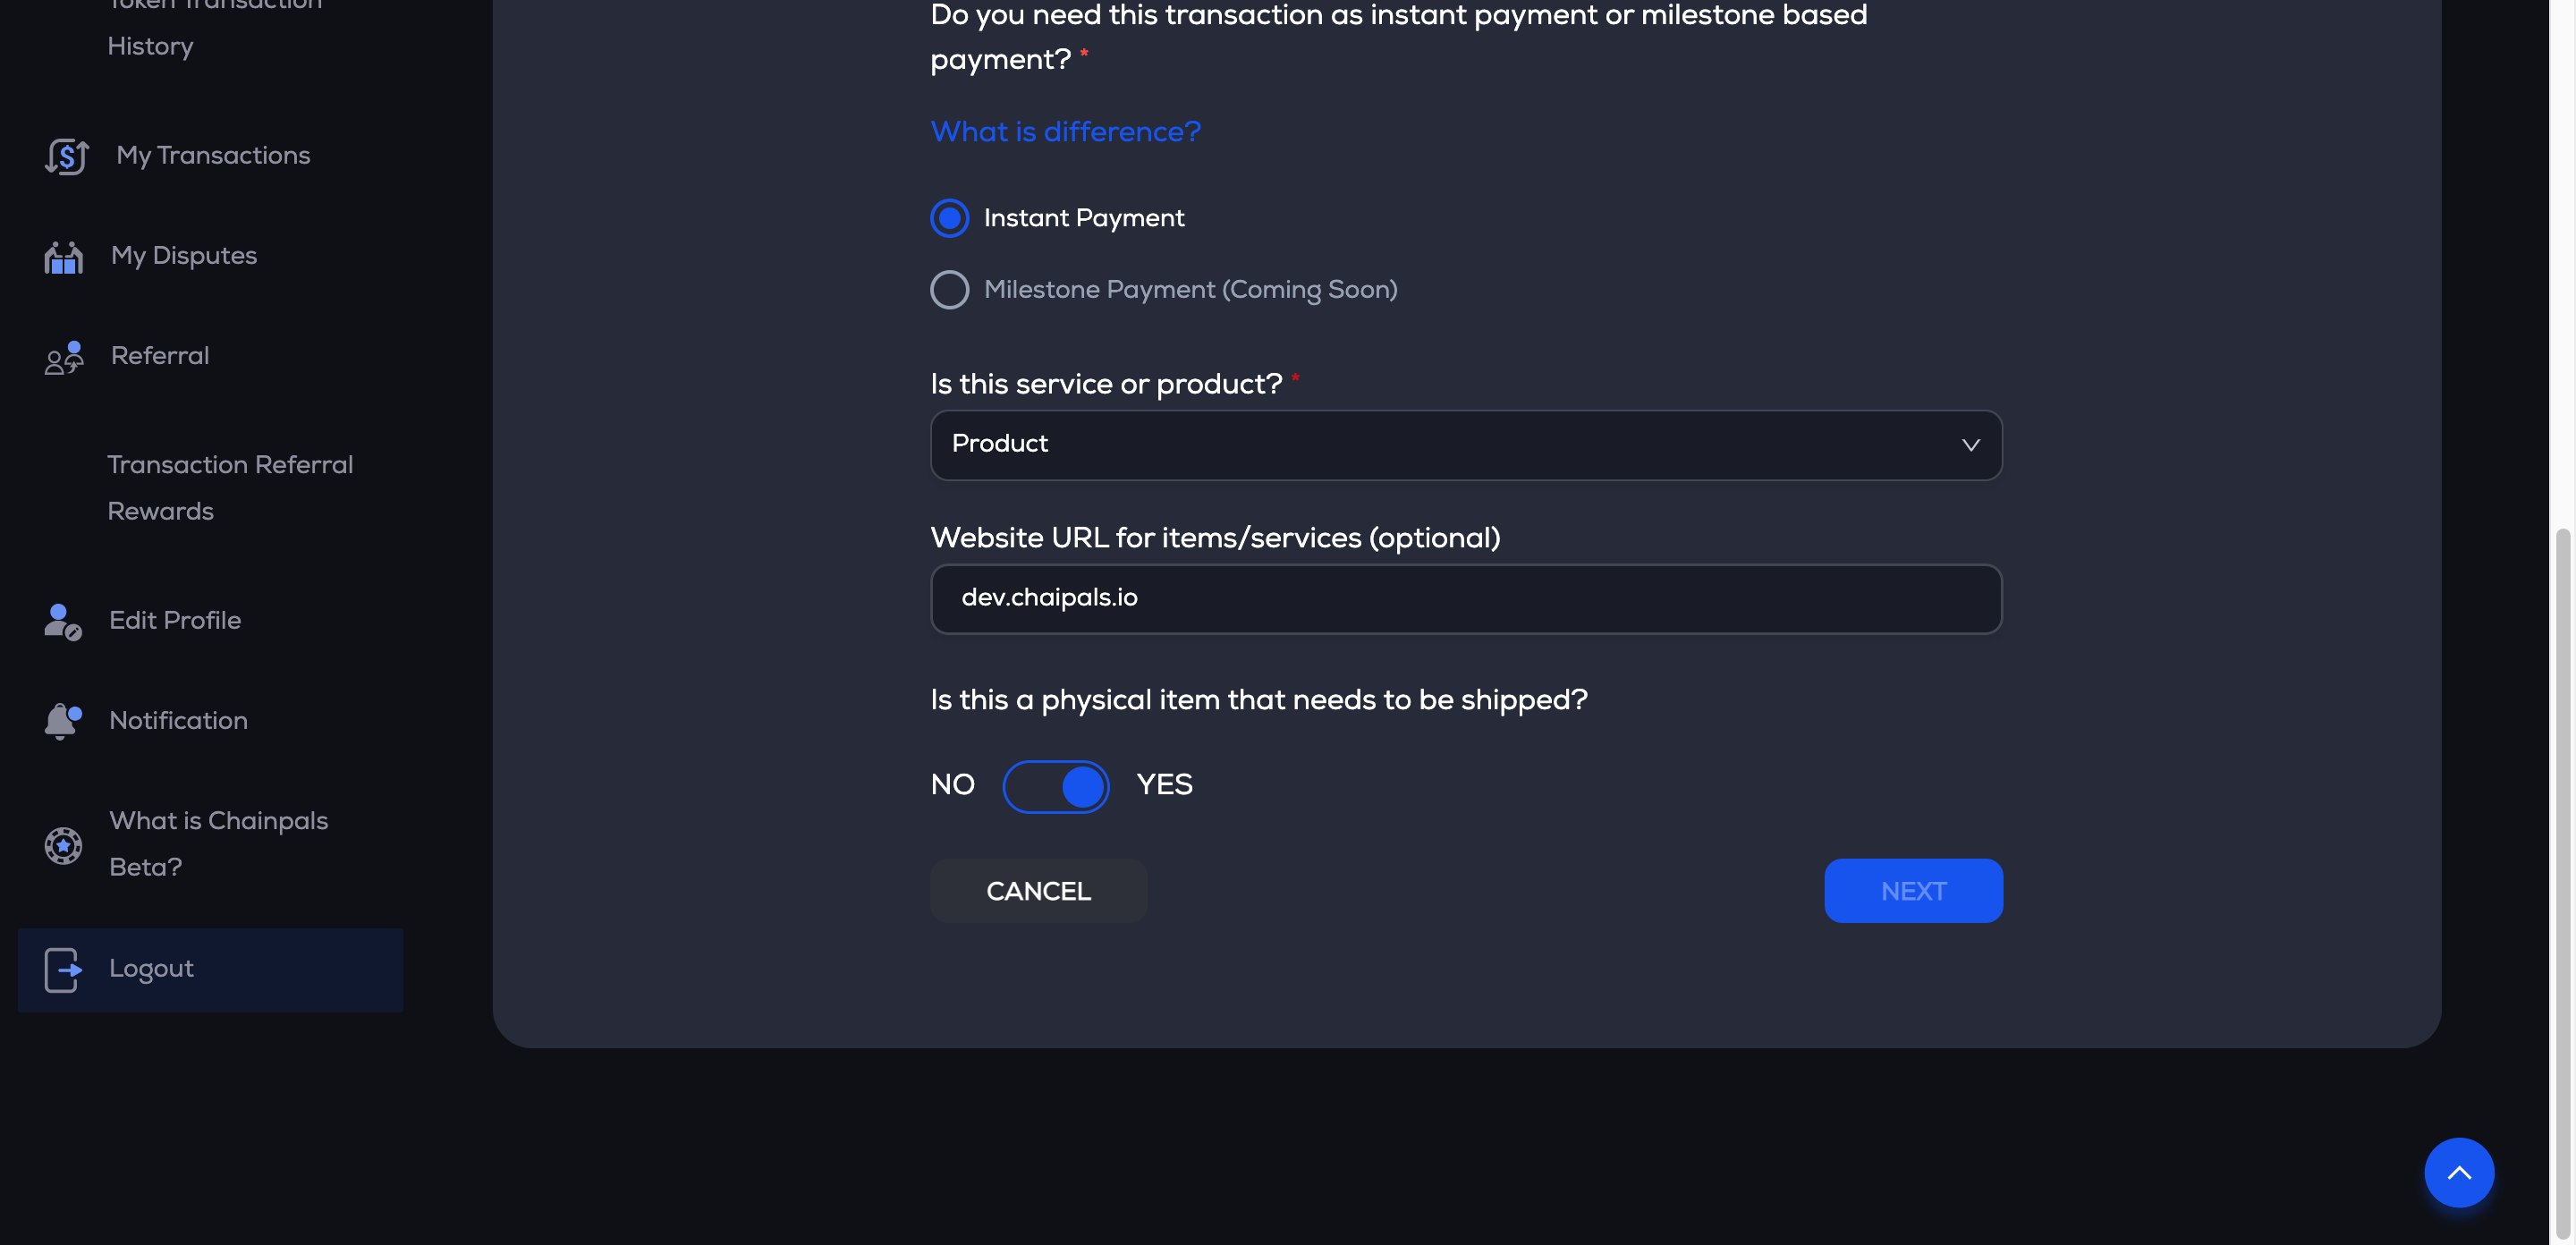 Token Transaction
History
My Transactions
My Disputes
Referral
Transaction Referral
Rewards
Edit Profile
Notification
What is Chainpals
Beta?
Logout
Do you need this transaction as instant payment or milestone based
payment? *
What is difference?
Instant Payment
Milestone Payment (Coming Soon)
Is this service or product? *
Product
Website URL for items/services (optional)
dev.chaipals.io
Is this a physical item that needs to be shipped?
NO YES
CANCEL NEXT